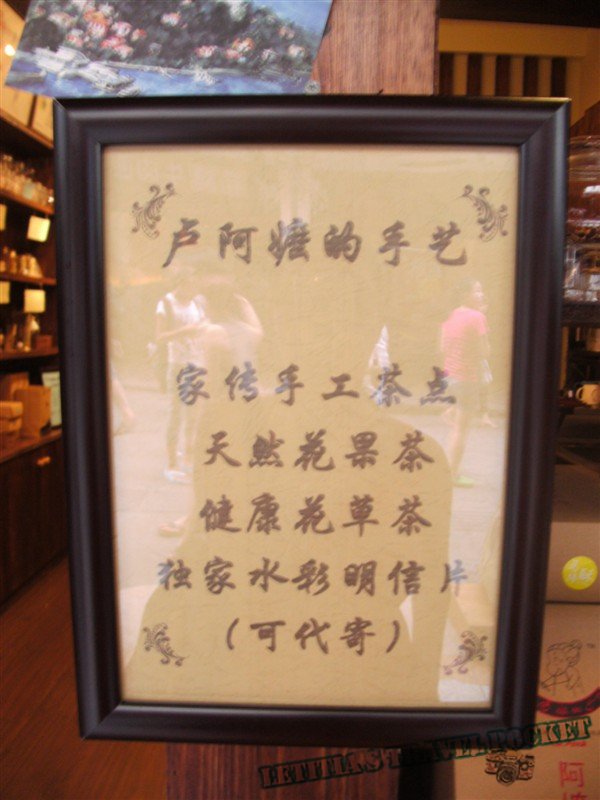 卢阿嬷的手艺
家传手工茶点
天然花果茶
健康花草茶
独家水彩明信片
（可代寄）